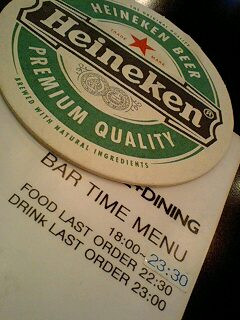 HEINEKEN BEER
TRADE MARK
Heineken
PREMIUM QUALITY
BREWED WITH NATURAL INGREDIENTS
+DINING
BAR TIME MENU
18:00~23:30
FOOD LAST ORDER 22:30
DRINK LAST ORDER 23:00